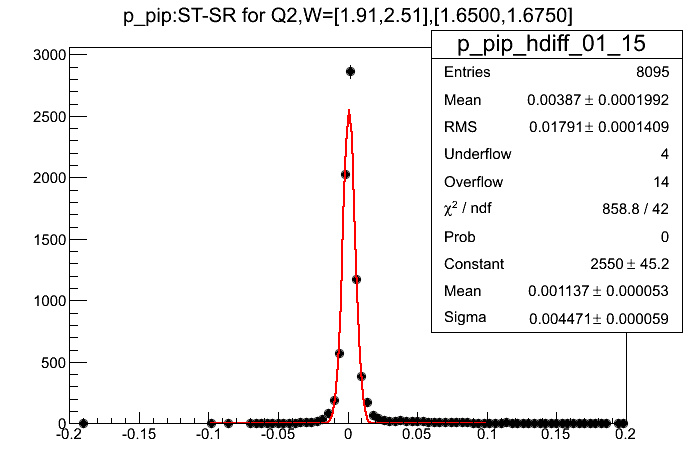 p_pip:ST-SR for Q2,W=[1.91,2.51],[1.6500,1.6750]
p_pip_hdiff_01_15
Entries 8095
Mean 0.00387 ± 0.0001992
RMS 0.01791 ± 0.0001409
Underflow 4
Overflow 14
χ² / ndf 858.8 / 42
Prob 0
Constant 2550 ± 45.2
Mean 0.001137 ± 0.000053
Sigma 0.004471 ± 0.000059
3000
2500
2000
1500
1000
500
0
-0.2 -0.15 -0.1 -0.05 0 0.05 0.1 0.15 0.2